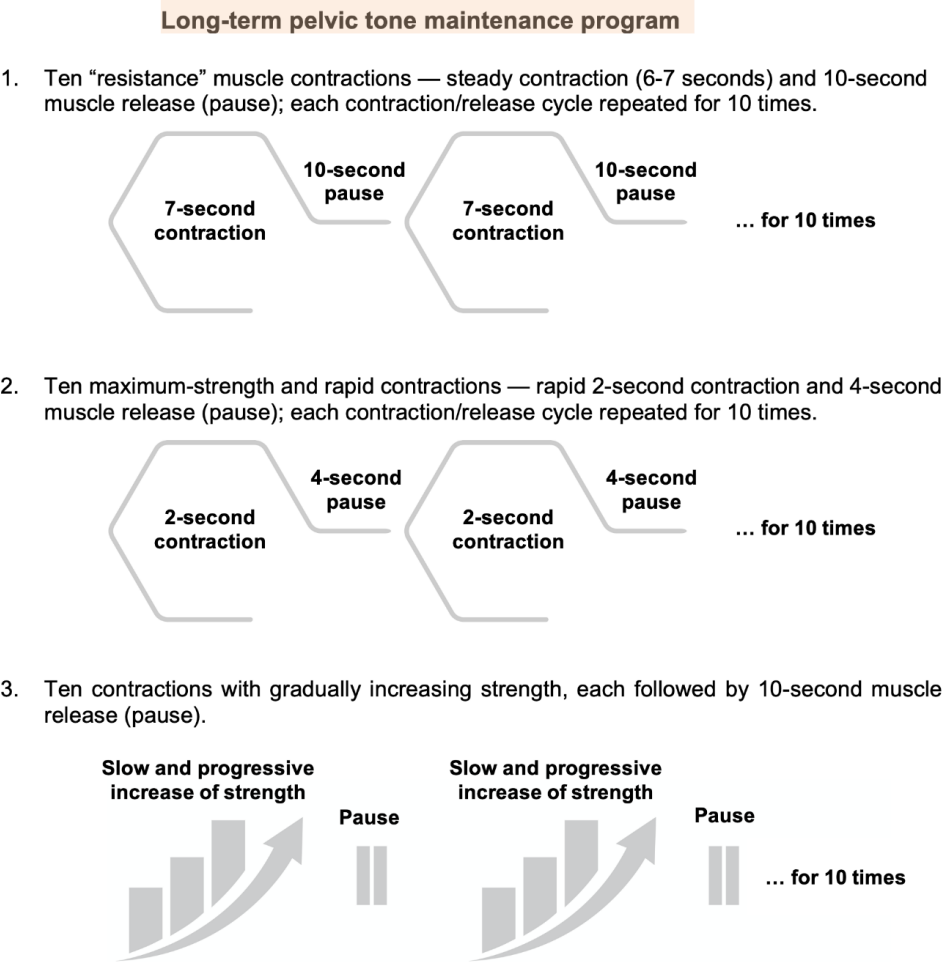 Long-term pelvic tone maintenance program
1. Ten “resistance” muscle contractions — steady contraction (6-7 seconds) and 10-second
muscle release (pause); each contraction/release cycle repeated for 10 times.
10-second
pause
10-second
pause
7-second
contraction
7-second
contraction
... for 10 times
2. Ten maximum-strength and rapid contractions — rapid 2-second contraction and 4-second
muscle release (pause); each contraction/release cycle repeated for 10 times.
4-second
pause
4-second
pause
2-second
contraction
2-second
contraction
... for 10 times
3. Ten contractions with gradually increasing strength, each followed by 10-second muscle
release (pause).
Slow and progressive
increase of strength
Pause
Slow and progressive
increase of strength
Pause
... for 10 times